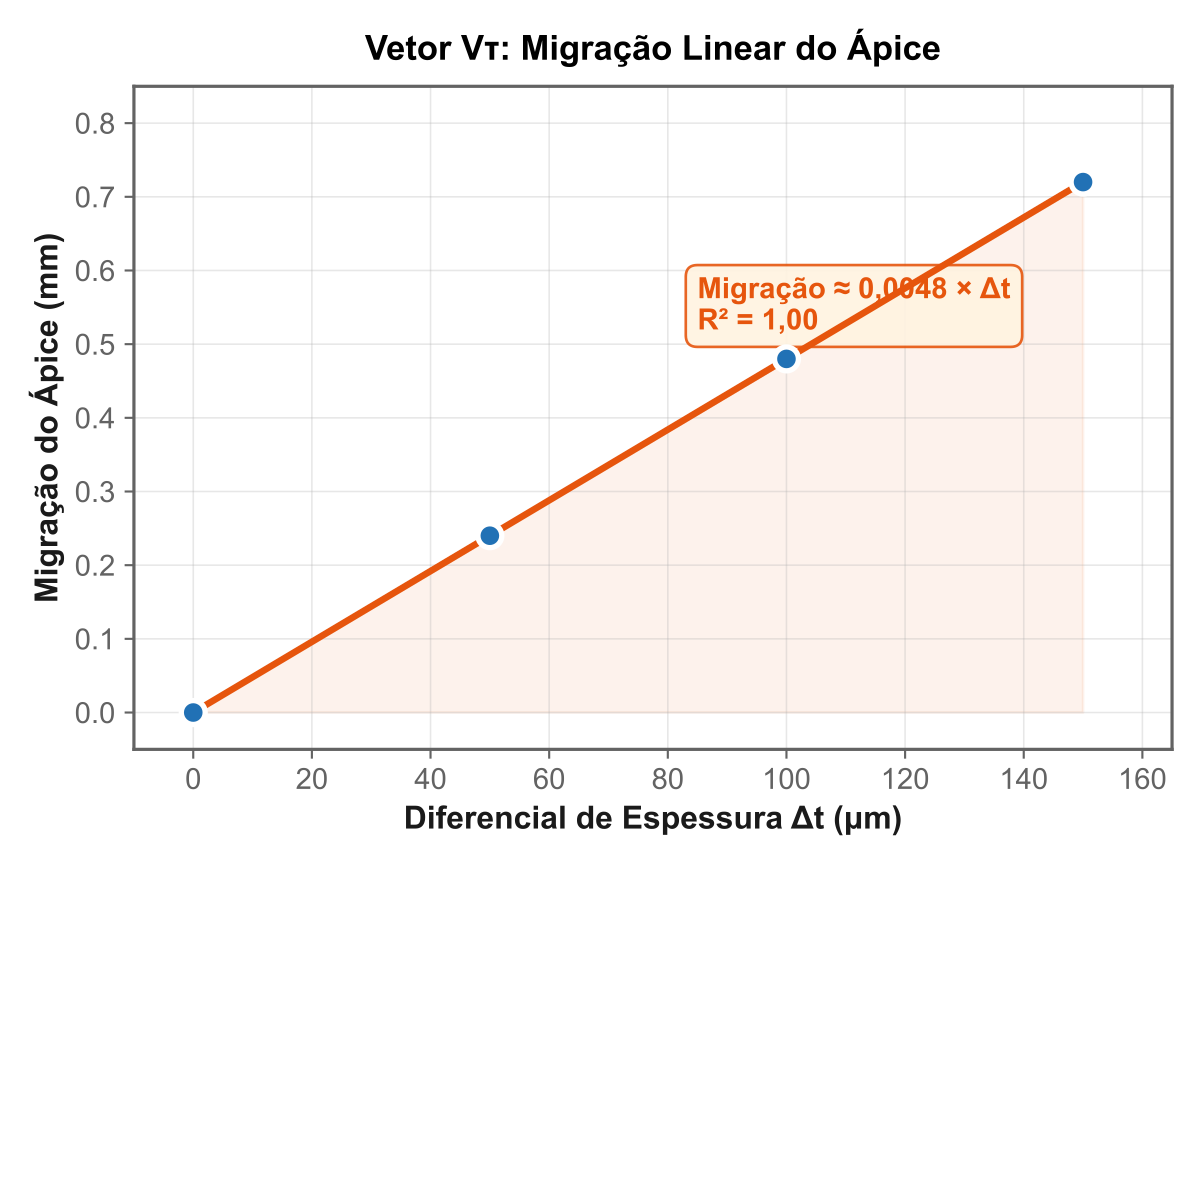 Vetor Vᴛ: Migração Linear do Ápice
Migração do Ápice (mm)
0.8
0.7
0.6
0.5
0.4
0.3
0.2
0.1
0.0
Migração ≈ 0,0048 × Δt
R² = 1,00
0 20 40 60 80 100 120 140 160
Diferencial de Espessura Δt (µm)